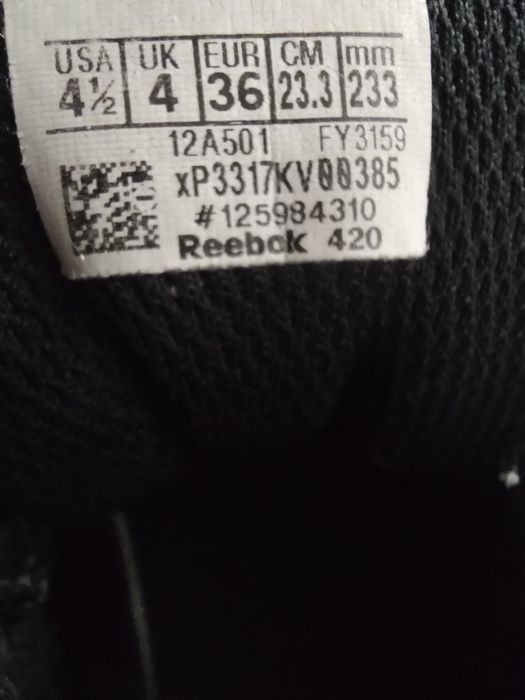 USA UK EUR CM mm
4½ 4 36 23.3 233
12A501 FY3159
xP3317KV00385
#125984310
Reebok 420